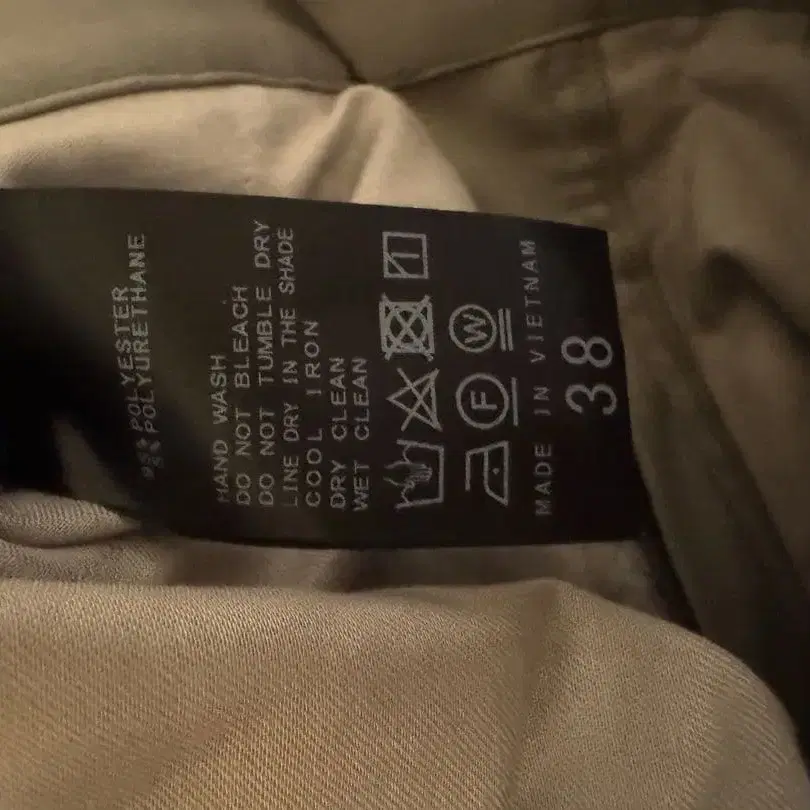 POLYESTER
POLYURETHANE
HAND WASH
DO NOT BLEACH
DO NOT TUMBLE DRY
LINE DRY IN THE SHADE
COOL IRON
DRY CLEAN
WET CLEAN
F W
MADE IN VIETNAM
38